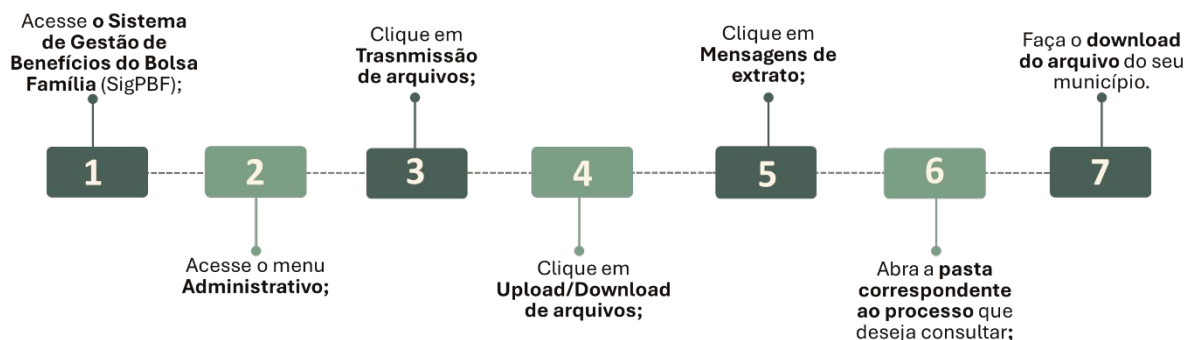 Acesse o Sistema
de Gestão de
Benefícios do Bolsa
Família (SigPBF);
1
2
Acesse o menu
Administrativo;
Clique em
Trasnmissão
de arquivos;
3
4
Clique em
Upload/Download
de arquivos;
Clique em
Mensagens de
extrato;
5
6
Abra a pasta
correspondente
ao processo que
deseja consultar;
Faça o download
do arquivo do seu
município.
7